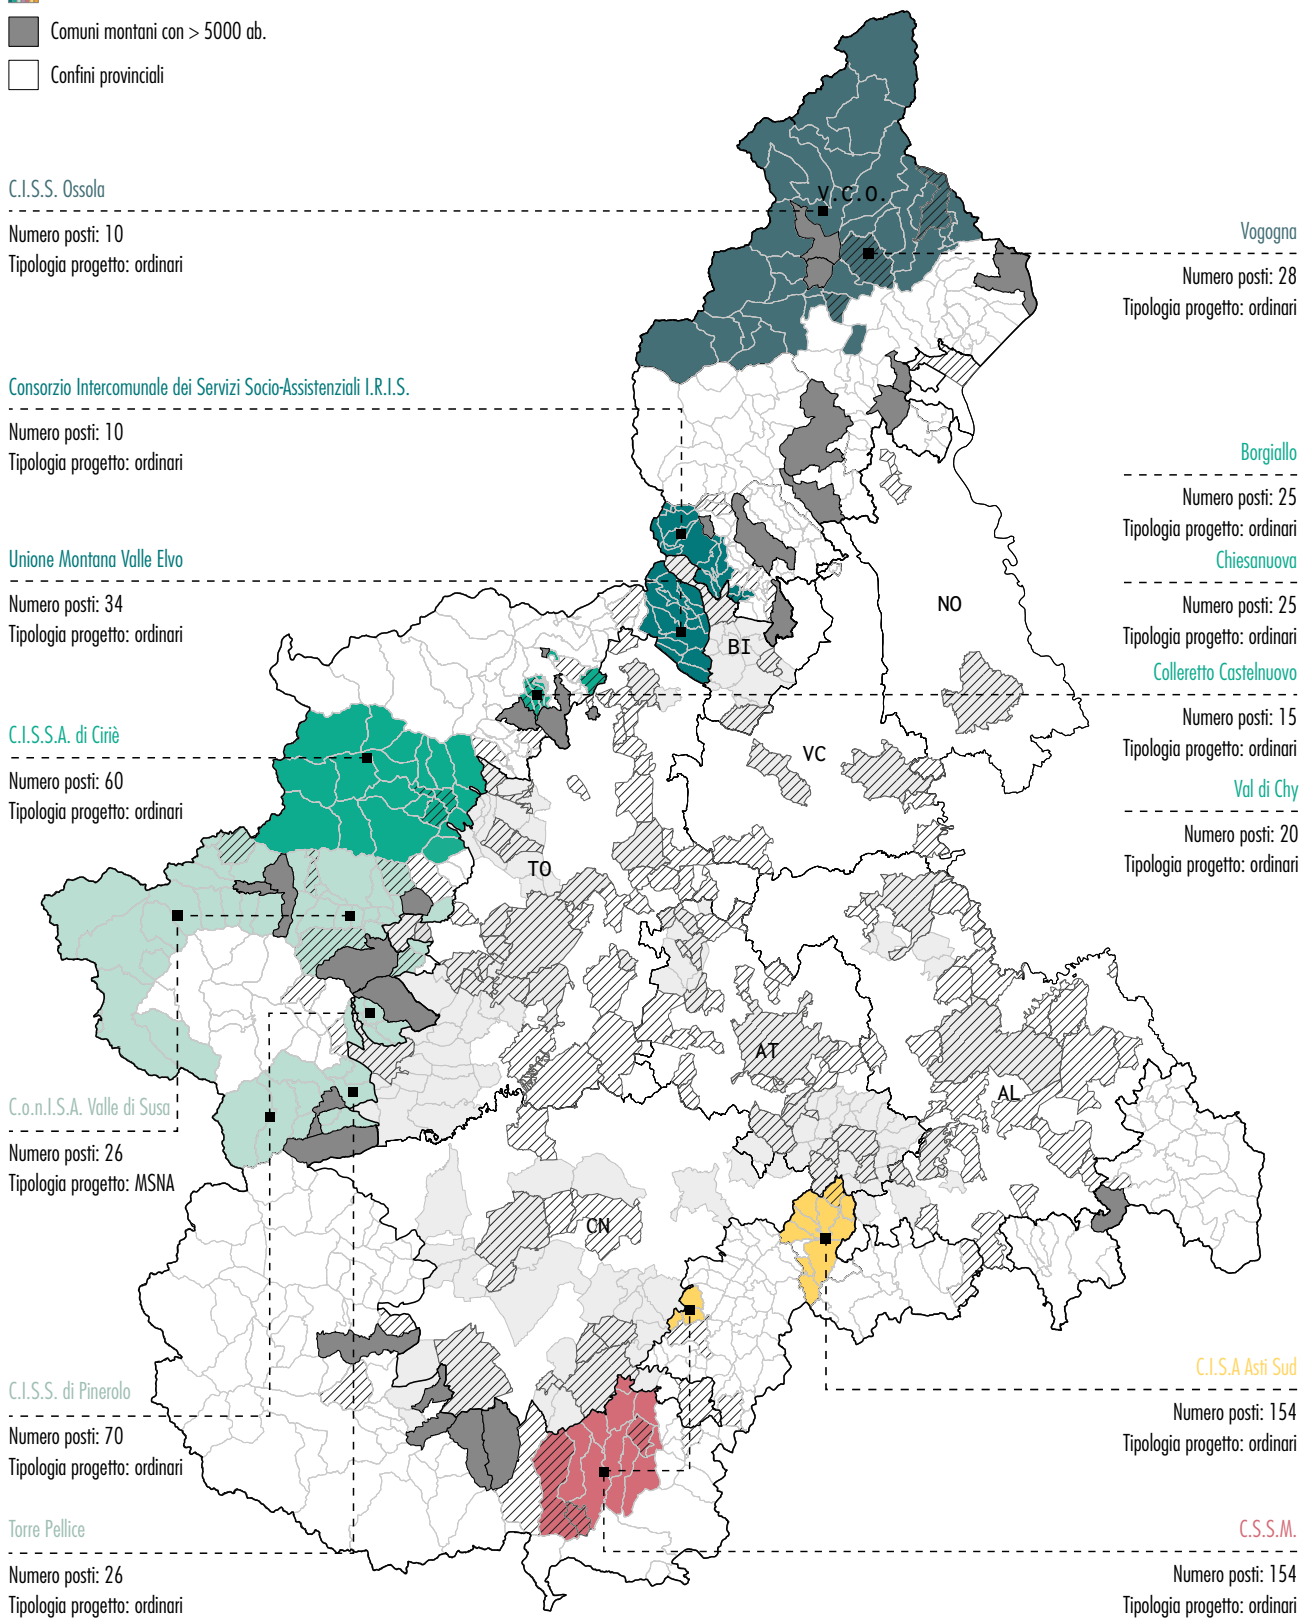 Comuni montani con > 5000 ab.
Confini provinciali
C.I.S.S. Ossola
Numero posti: 10
Tipologia progetto: ordinari
Consorzio Intercomunale dei Servizi Socio-Assistenziali I.R.I.S.
Numero posti: 10
Tipologia progetto: ordinari
Unione Montana Valle Elvo
Numero posti: 34
Tipologia progetto: ordinari
C.I.S.S.A. di Ciriè
Numero posti: 60
Tipologia progetto: ordinari
C.o.n.I.S.A. Valle di Susa
Numero posti: 26
Tipologia progetto: MSNA
C.I.S.S. di Pinerolo
Numero posti: 70
Tipologia progetto: ordinari
Torre Pellice
Numero posti: 26
Tipologia progetto: ordinari
V.C.O.
NO
BI
VC
TO
AT
AL
CN
Vogogna
Numero posti: 28
Tipologia progetto: ordinari
Borgiallo
Numero posti: 25
Tipologia progetto: ordinari
Chiesanuova
Numero posti: 25
Tipologia progetto: ordinari
Colleretto Castelnuovo
Numero posti: 15
Tipologia progetto: ordinari
Val di Chy
Numero posti: 20
Tipologia progetto: ordinari
C.I.S.A Asti Sud
Numero posti: 154
Tipologia progetto: ordinari
C.S.S.M.
Numero posti: 154
Tipologia progetto: ordinari